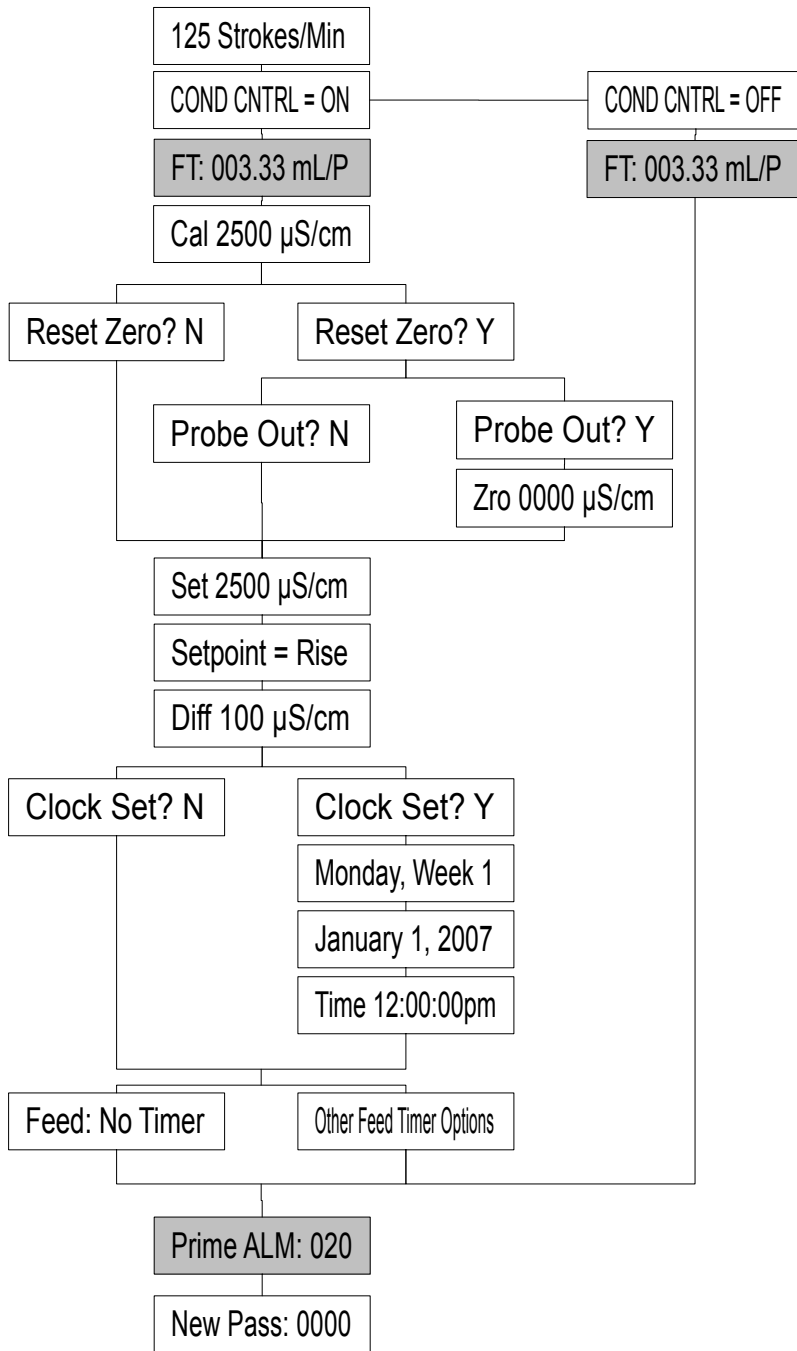 125 Strokes/Min
COND CNTRL = ON
COND CNTRL = OFF
FT: 003.33 mL/P
FT: 003.33 mL/P
Cal 2500 µS/cm
Reset Zero? N
Reset Zero? Y
Probe Out? N
Probe Out? Y
Zro 0000 µS/cm
Set 2500 µS/cm
Setpoint = Rise
Diff 100 µS/cm
Clock Set? N
Clock Set? Y
Monday, Week 1
January 1, 2007
Time 12:00:00pm
Feed: No Timer
Other Feed Timer Options
Prime ALM: 020
New Pass: 0000